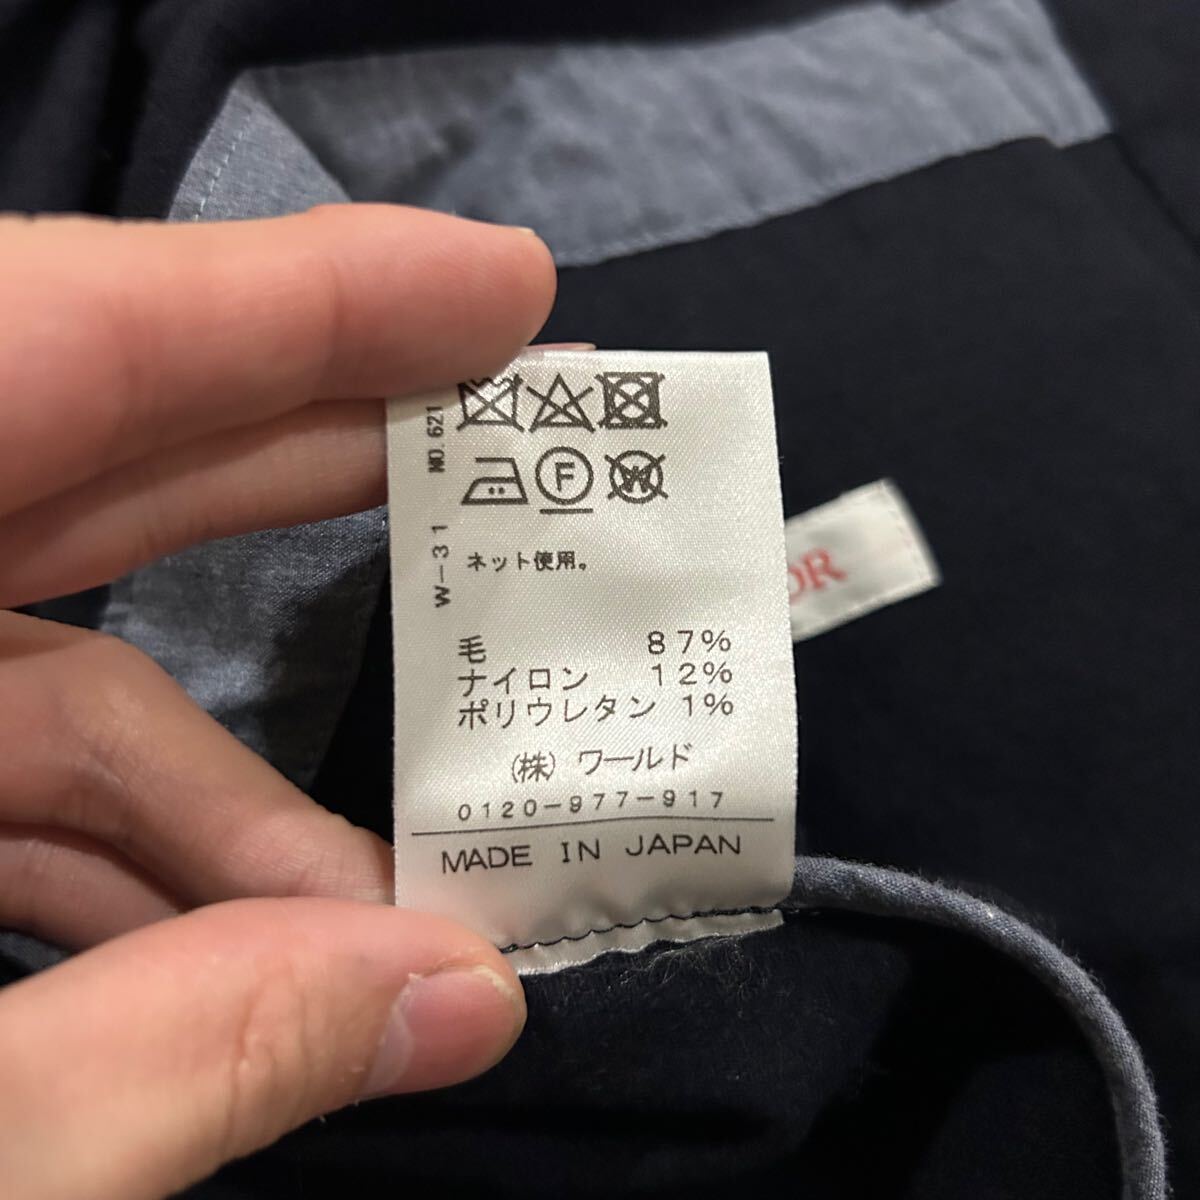 NO.621
W-31
F
W
ネット使用。
毛 87%
ナイロン 12%
ポリウレタン 1%
(株) ワールド
0120-977-917
MADE IN JAPAN
OR